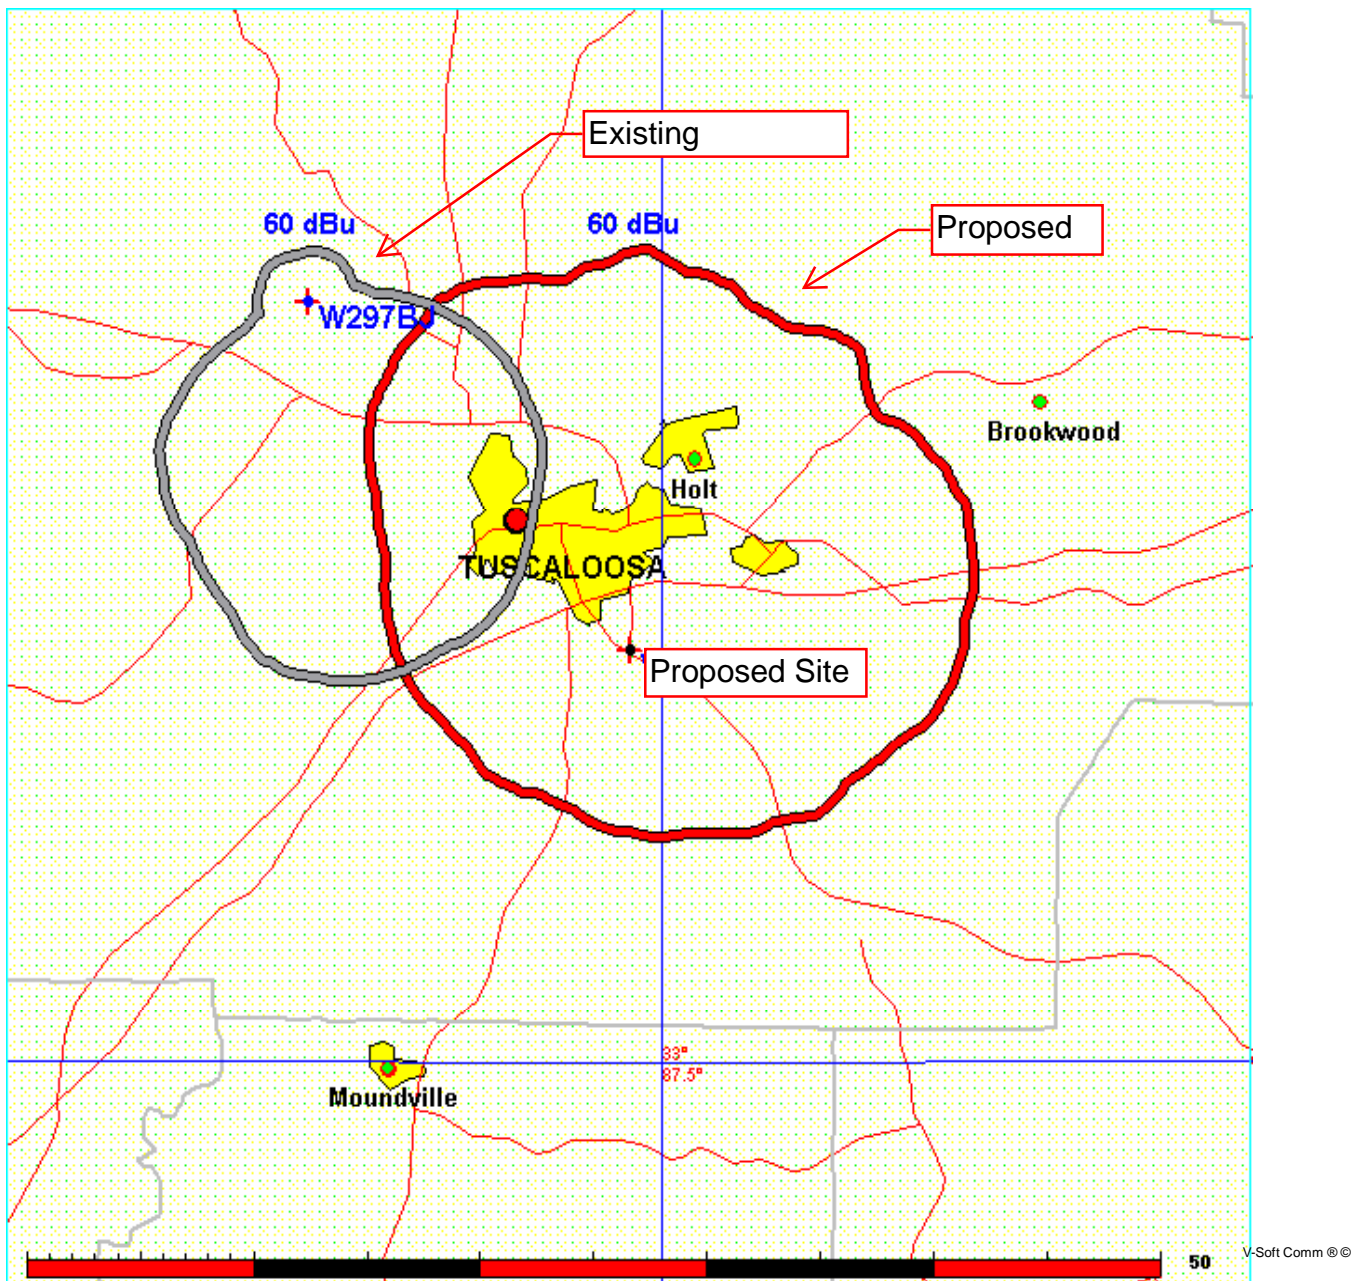 Existing
60 dBu
60 dBu
Proposed
W297BJ
Brookwood
Holt
TUSCALOOSA
Proposed Site
33°
87.5°
Moundville
50
V-Soft Comm ® ©